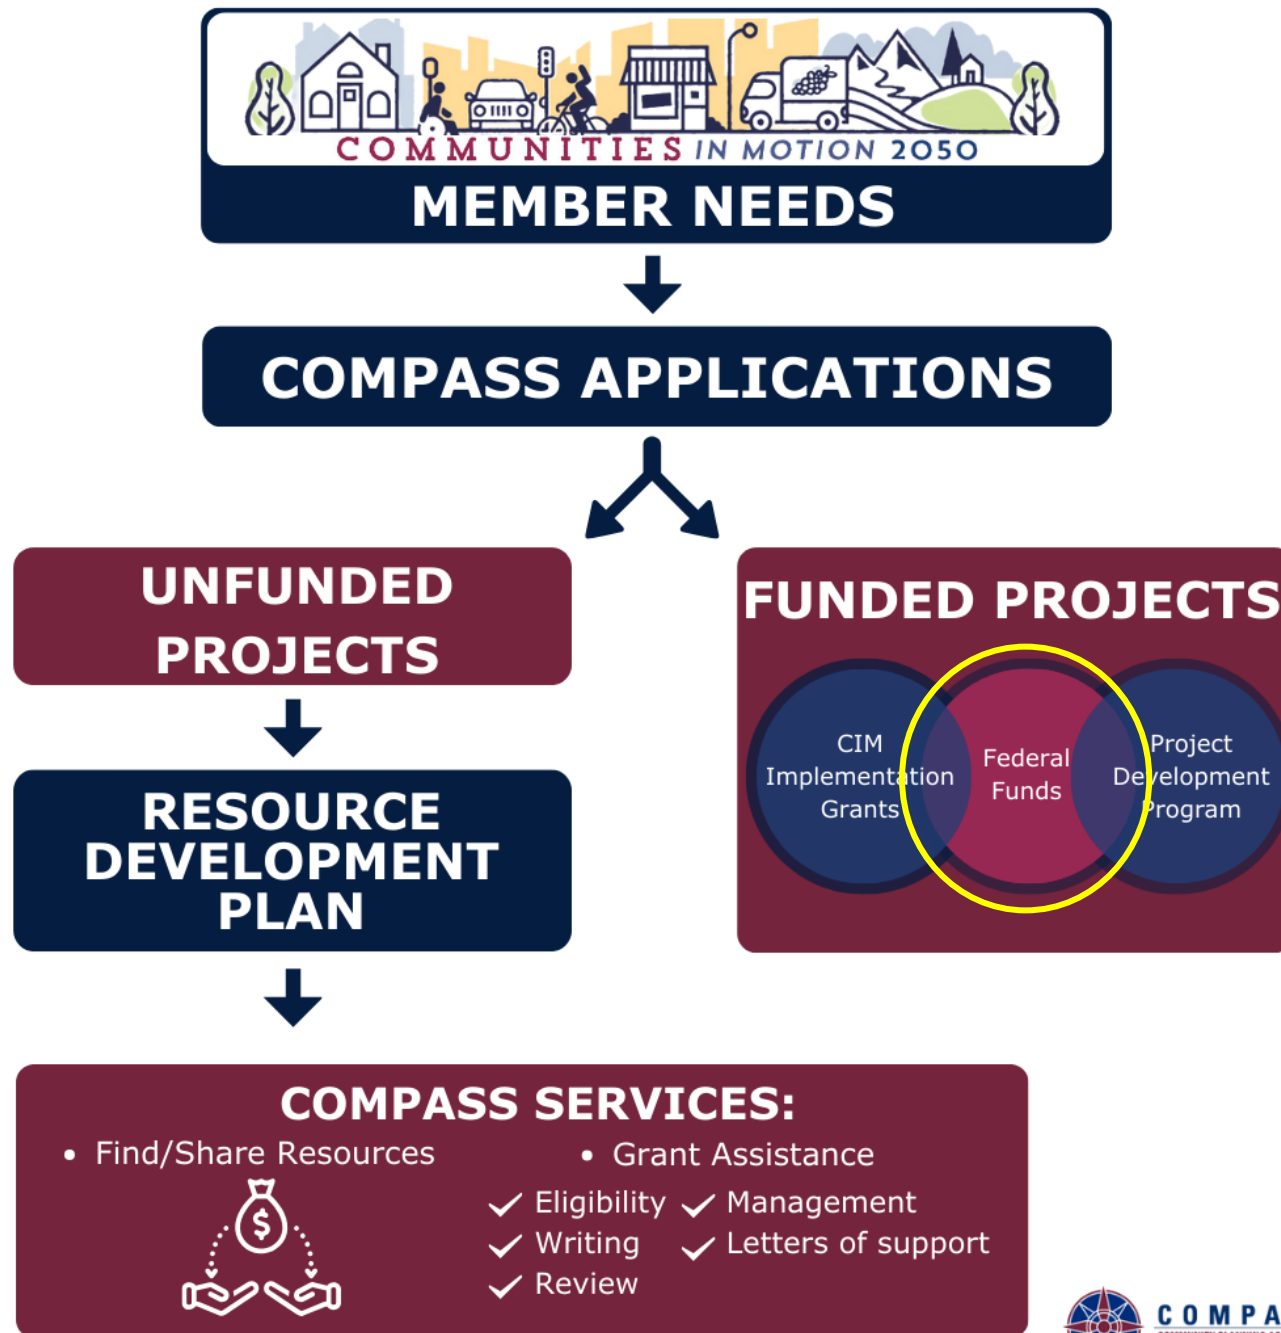 COMMUNITIES IN MOTION 2050
MEMBER NEEDS
COMPASS APPLICATIONS
UNFUNDED
PROJECTS
FUNDED PROJECTS
CIM
Implementation
Grants
Federal
Funds
Project
Development
Program
RESOURCE
DEVELOPMENT
PLAN
COMPASS SERVICES:
• Find/Share Resources
• Grant Assistance
$
✓ Eligibility ✓ Management
✓ Writing ✓ Letters of support
✓ Review
COMPA